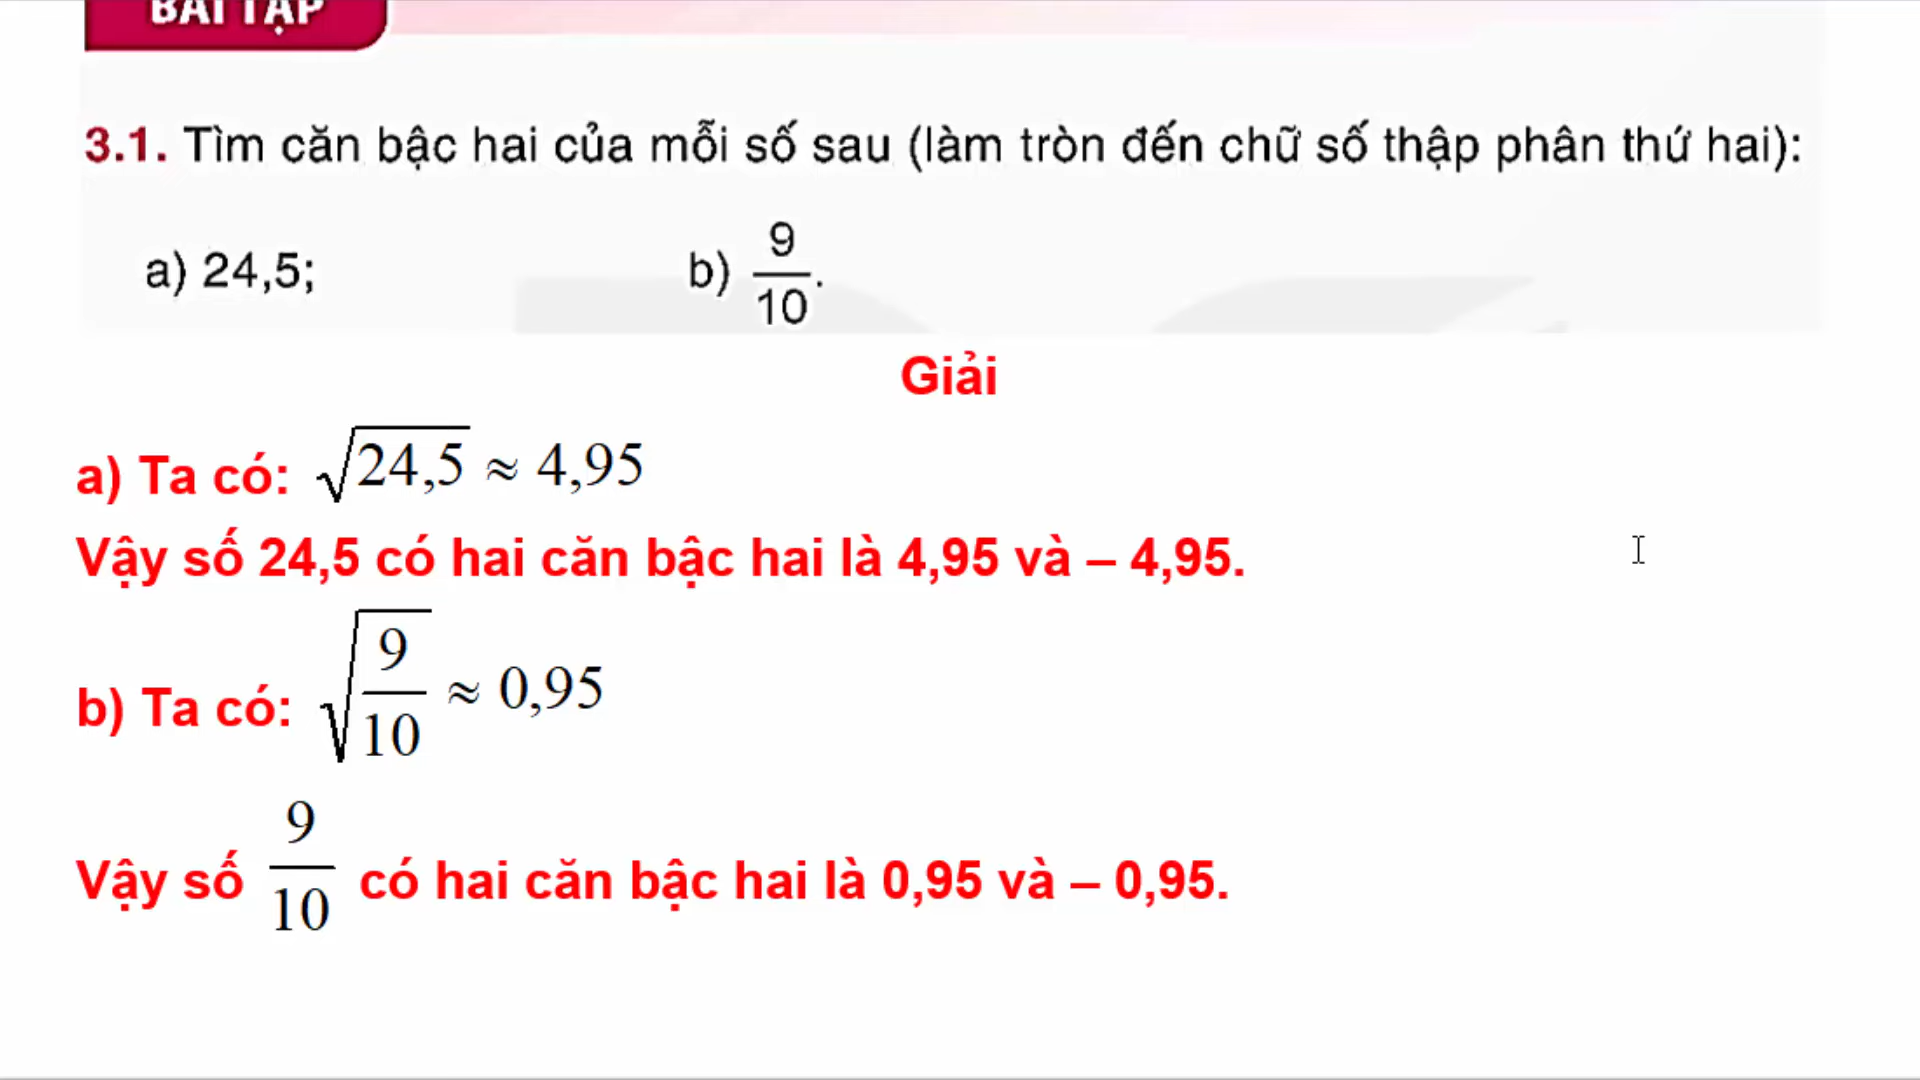 BÀI TẬP
3.1. Tìm căn bậc hai của mỗi số sau (làm tròn đến chữ số thập phân thứ hai):
a) 24,5; b) 9/10.
Giải
a) Ta có: √24,5 ≈ 4,95
Vậy số 24,5 có hai căn bậc hai là 4,95 và – 4,95.
b) Ta có: √(9/10) ≈ 0,95
Vậy số 9/10 có hai căn bậc hai là 0,95 và – 0,95.